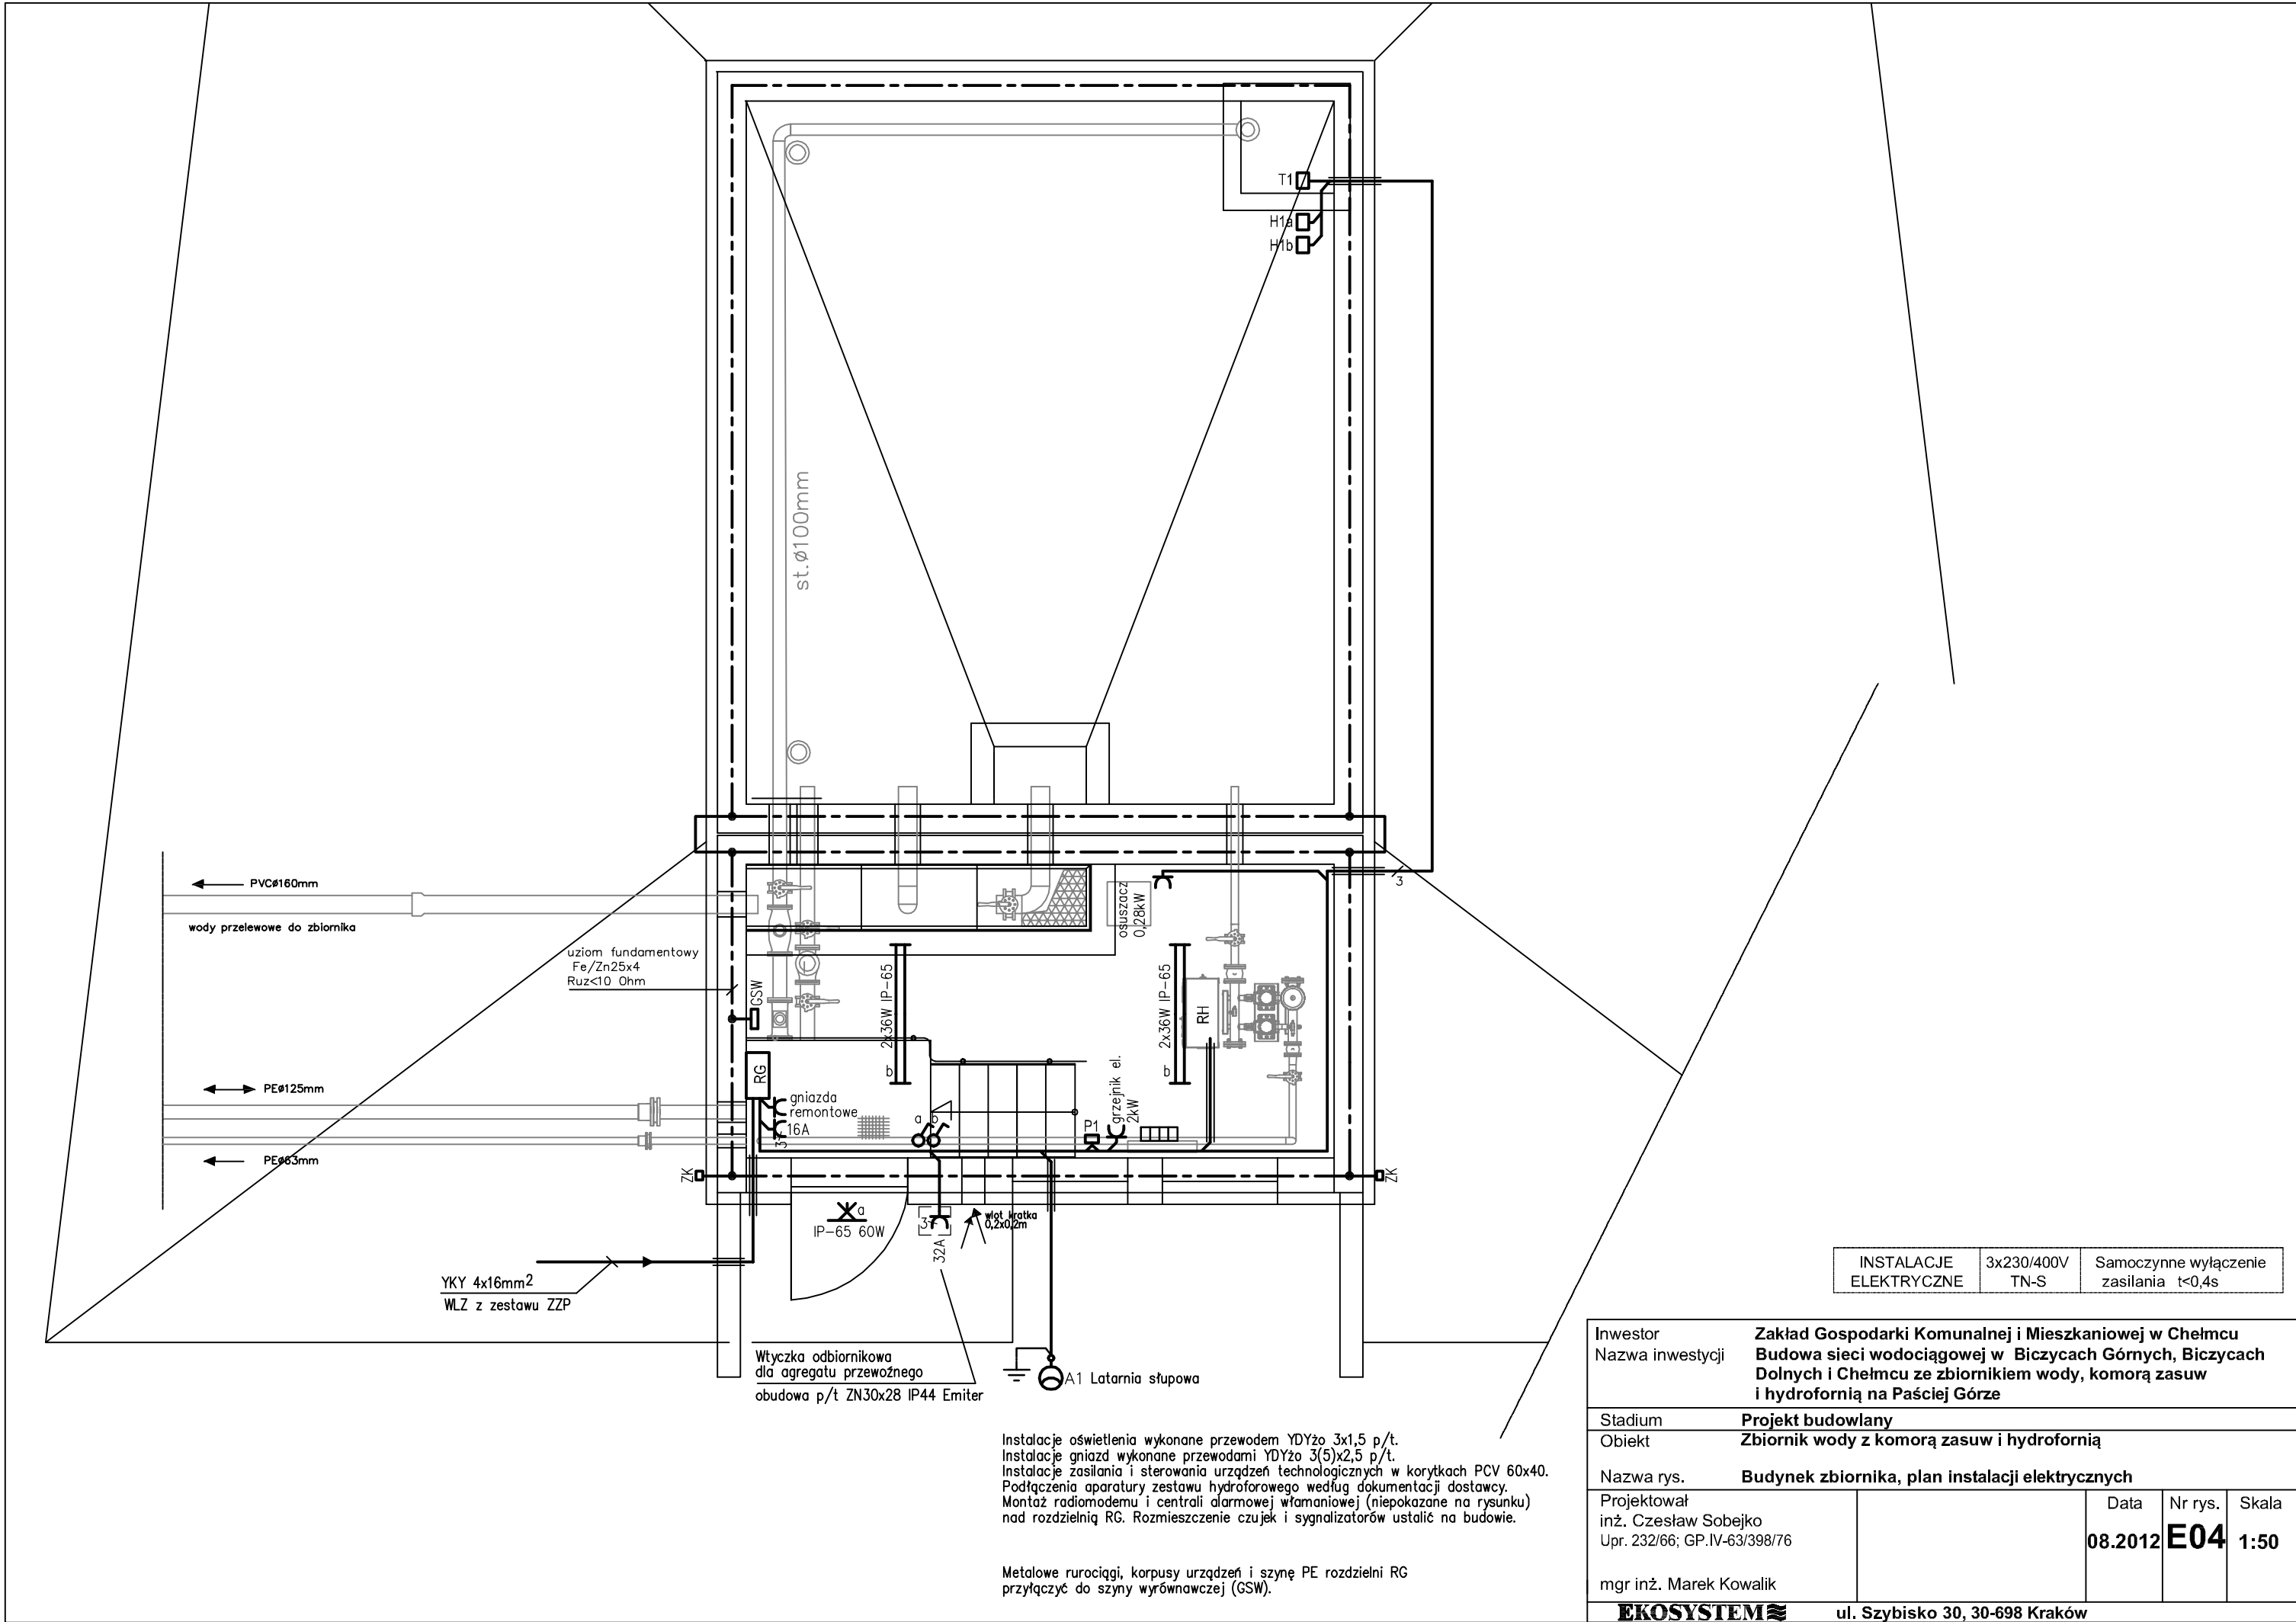 T1
H1a
H1b
st.ø100mm
3
PVCø160mm
wody przelewowe do zbiornika
uziom fundamentowy
Fe/Zn25x4
Ruz<10 Ohm
GSW
osuszacz
0,28kW
2x36W IP-65
b
2x36W IP-65
b
RH
RG
gniazda
remontowe
16A
3
a b
P1
grzejnik el.
2kW
PEø125mm
PEø63mm
ZK
ZK
a
IP-65 60W
3
32A
wlot kratka
0,2x0,2m
YKY 4x16mm2
WLZ z zestawu ZZP
Wtyczka odbiornikowa
dla agregatu przewoźnego
obudowa p/t ZN30x28 IP44 Emiter
A1 Latarnia słupowa
INSTALACJE ELEKTRYCZNE
3x230/400V TN-S
Samoczynne wyłączenie zasilania t<0,4s
Instalacje oświetlenia wykonane przewodem YDYżo 3x1,5 p/t.
Instalacje gniazd wykonane przewodami YDYżo 3(5)x2,5 p/t.
Instalacje zasilania i sterowania urządzeń technologicznych w korytkach PCV 60x40.
Podłączenia aparatury zestawu hydroforowego według dokumentacji dostawcy.
Montaż radiomodemu i centrali alarmowej włamaniowej (niepokazane na rysunku)
nad rozdzielnią RG. Rozmieszczenie czujek i sygnalizatorów ustalić na budowie.
Metalowe rurociągi, korpusy urządzeń i szynę PE rozdzielni RG
przyłączyć do szyny wyrównawczej (GSW).
Inwestor Zakład Gospodarki Komunalnej i Mieszkaniowej w Chełmcu
Nazwa inwestycji Budowa sieci wodociągowej w Biczycach Górnych, Biczycach
Dolnych i Chełmcu ze zbiornikiem wody, komorą zasuw
i hydrofornią na Paściej Górze
Stadium Projekt budowlany
Obiekt Zbiornik wody z komorą zasuw i hydrofornią
Nazwa rys. Budynek zbiornika, plan instalacji elektrycznych
Projektował
inż. Czesław Sobejko
Upr. 232/66; GP.IV-63/398/76
mgr inż. Marek Kowalik
Data Nr rys. Skala
08.2012 E04 1:50
EKOSYSTEM ul. Szybisko 30, 30-698 Kraków